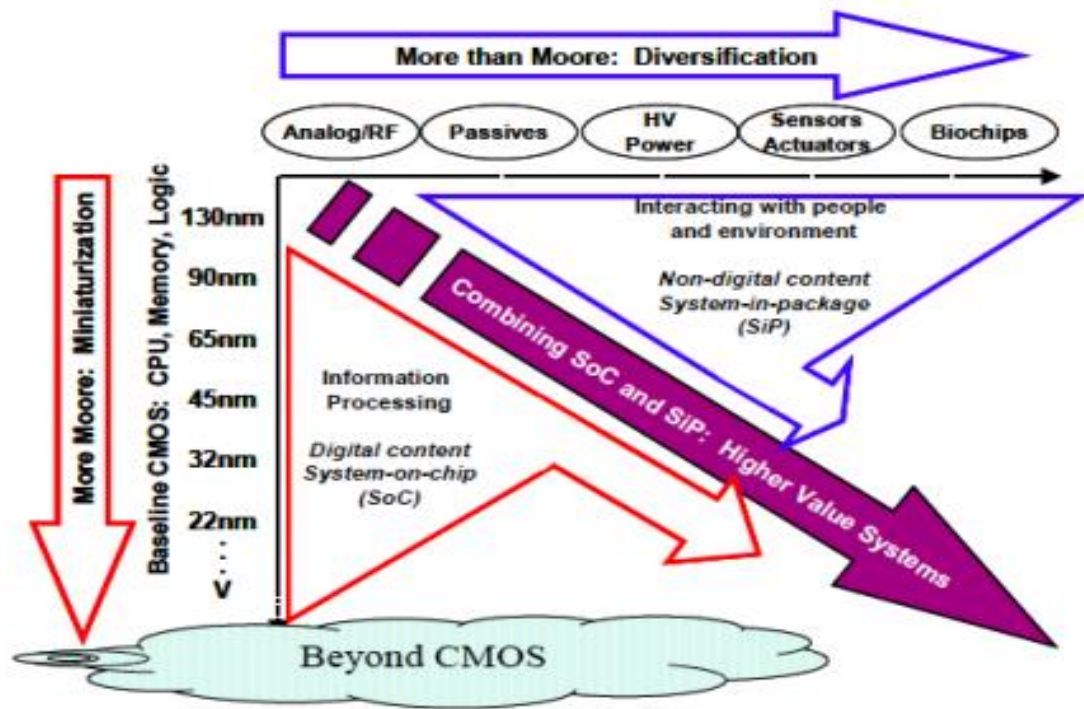 More than Moore: Diversification
Analog/RF
Passives
HV
Power
Sensors
Actuators
Biochips
More Moore: Miniaturization
Baseline CMOS: CPU, Memory, Logic
130nm
90nm
65nm
45nm
32nm
22nm
.
.
.
V
Interacting with people
and environment
Non-digital content
System-in-package
(SiP)
Combining SoC and SiP: Higher Value Systems
Information
Processing
Digital content
System-on-chip
(SoC)
Beyond CMOS